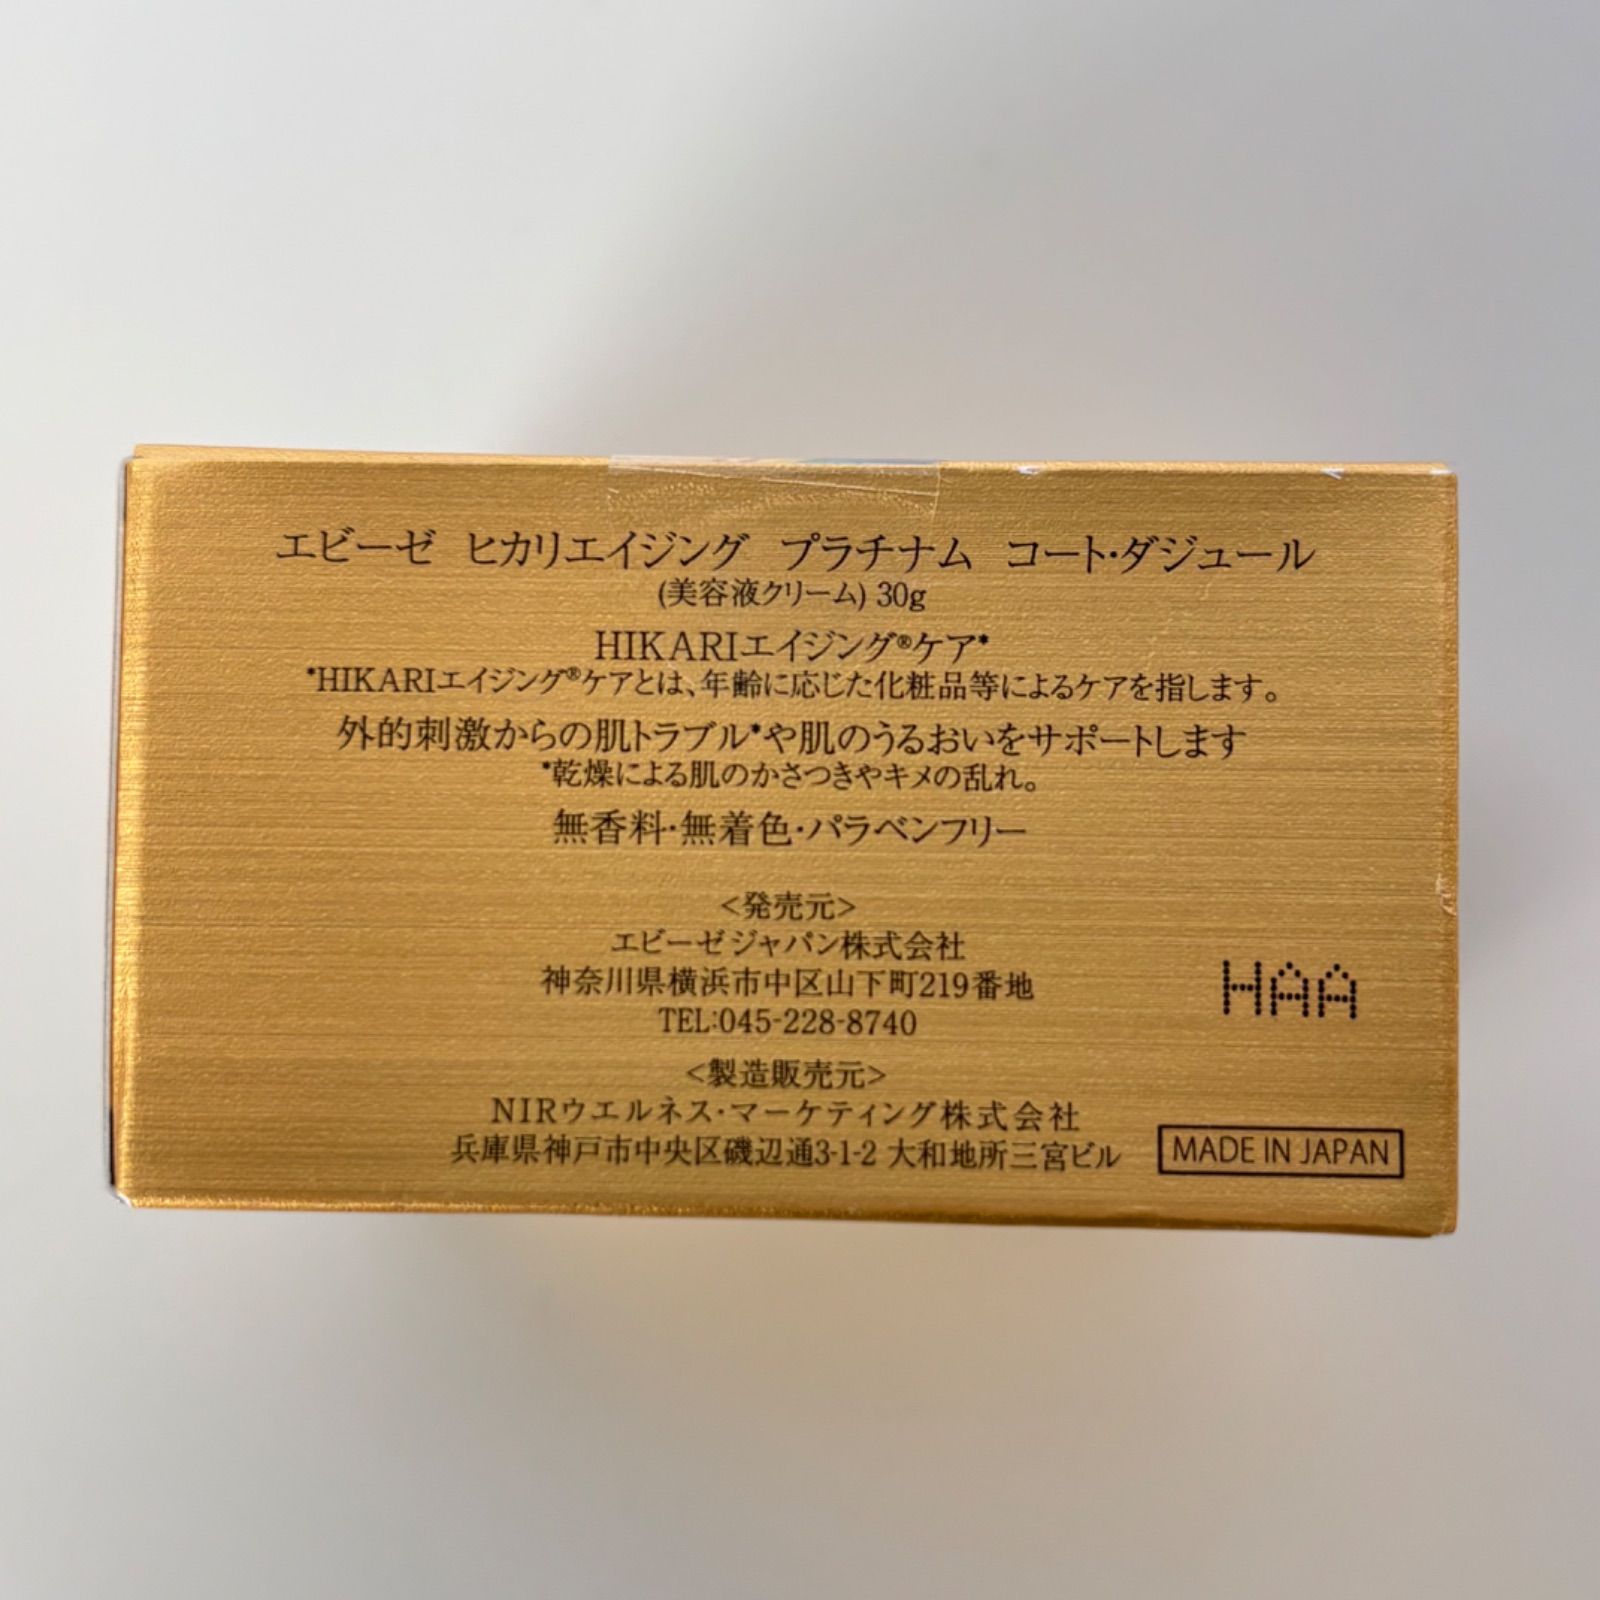 エビーゼ ヒカリエイジング プラチナム コート・ダジュール
(美容液クリーム) 30g
HIKARIエイジング®ケア*
*HIKARIエイジング®ケアとは、年齢に応じた化粧品等によるケアを指します。
外的刺激からの肌トラブル*や肌のうるおいをサポートします
*乾燥による肌のかさつきやキメの乱れ。
無香料・無着色・パラベンフリー
<発売元>
エビーゼジャパン株式会社
神奈川県横浜市中区山下町219番地
TEL:045-228-8740
HAA
<製造販売元>
NIRウエルネス・マーケティング株式会社
兵庫県神戸市中央区磯辺通3-1-2 大和地所三宮ビル
MADE IN JAPAN